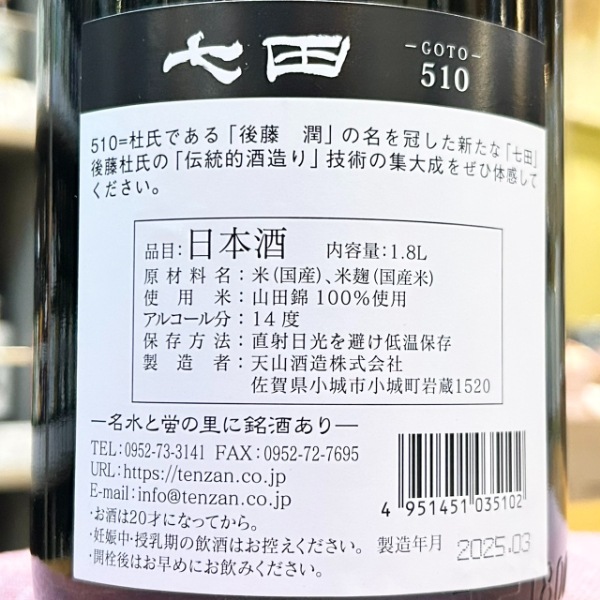 七田
-GOTO-
510
510=杜氏である「後藤　潤」の名を冠した新たな「七田」
後藤杜氏の「伝統的酒造り」技術の集大成をぜひ体感して
ください。
品目:日本酒　内容量:1.8L
原材料名:米(国産)、米麹(国産米)
使用米:山田錦100%使用
アルコール分:14度
保存方法:直射日光を避け低温保存
製造者:天山酒造株式会社
佐賀県小城市小城町岩蔵1520
―名水と蛍の里に銘酒あり―
TEL:0952-73-3141 FAX:0952-72-7695
URL:https://tenzan.co.jp
E-mail:info@tenzan.co.jp
・お酒は20才になってから。
・妊娠中・授乳期の飲酒はお控えください。
・開栓後はお早めにお飲みください。
4 951451 035102
製造年月 2025.03